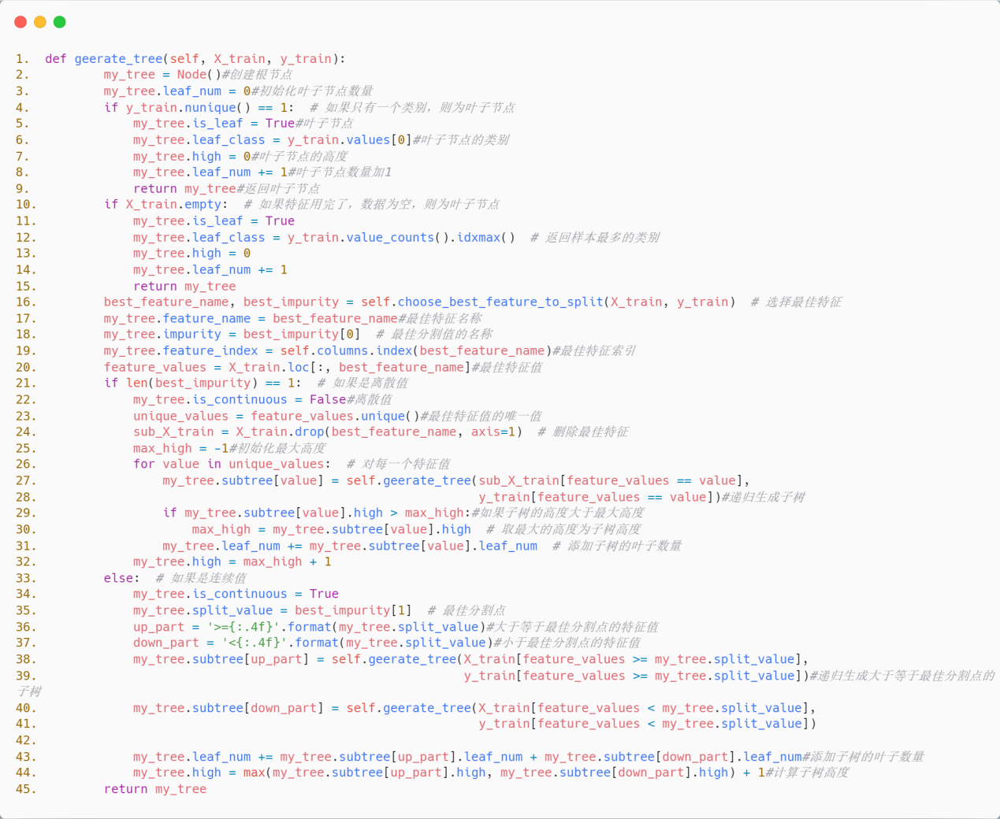 1. def geerate_tree(self, X_train, y_train):
2. my_tree = Node()#创建根节点
3. my_tree.leaf_num = 0#初始化叶子节点数量
4. if y_train.nunique() == 1:  # 如果只有一个类别，则为叶子节点
5. my_tree.is_leaf = True#叶子节点
6. my_tree.leaf_class = y_train.values[0]#叶子节点的类别
7. my_tree.high = 0#叶子节点的高度
8. my_tree.leaf_num += 1#叶子节点数量加1
9. return my_tree#返回叶子节点
10. if X_train.empty:  # 如果特征用完了，数据为空，则为叶子节点
11. my_tree.is_leaf = True
12. my_tree.leaf_class = y_train.value_counts().idxmax()  # 返回样本最多的类别
13. my_tree.high = 0
14. my_tree.leaf_num += 1
15. return my_tree
16. best_feature_name, best_impurity = self.choose_best_feature_to_split(X_train, y_train)  # 选择最佳特征
17. my_tree.feature_name = best_feature_name#最佳特征名称
18. my_tree.impurity = best_impurity[0]  # 最佳分割值的名称
19. my_tree.feature_index = self.columns.index(best_feature_name)#最佳特征索引
20. feature_values = X_train.loc[:, best_feature_name]#最佳特征值
21. if len(best_impurity) == 1:  # 如果是离散值
22. my_tree.is_continuous = False#离散值
23. unique_values = feature_values.unique()#最佳特征值的唯一值
24. sub_X_train = X_train.drop(best_feature_name, axis=1)  # 删除最佳特征
25. max_high = -1#初始化最大高度
26. for value in unique_values:  # 对每一个特征值
27. my_tree.subtree[value] = self.geerate_tree(sub_X_train[feature_values == value],
28. y_train[feature_values == value])#递归生成子树
29. if my_tree.subtree[value].high > max_high:#如果子树的高度大于最大高度
30. max_high = my_tree.subtree[value].high  # 取最大的高度为子树高度
31. my_tree.leaf_num += my_tree.subtree[value].leaf_num  # 添加子树的叶子数量
32. my_tree.high = max_high + 1
33. else:  # 如果是连续值
34. my_tree.is_continuous = True
35. my_tree.split_value = best_impurity[1]  # 最佳分割点
36. up_part = '>={:.4f}'.format(my_tree.split_value)#大于等于最佳分割点的特征值
37. down_part = '<{:.4f}'.format(my_tree.split_value)#小于最佳分割点的特征值
38. my_tree.subtree[up_part] = self.geerate_tree(X_train[feature_values >= my_tree.split_value],
39. y_train[feature_values >= my_tree.split_value])#递归生成大于等于最佳分割点的
子树
40. my_tree.subtree[down_part] = self.geerate_tree(X_train[feature_values < my_tree.split_value],
41. y_train[feature_values < my_tree.split_value])
42.
43. my_tree.leaf_num += my_tree.subtree[up_part].leaf_num + my_tree.subtree[down_part].leaf_num#添加子树的叶子数量
44. my_tree.high = max(my_tree.subtree[up_part].high, my_tree.subtree[down_part].high) + 1#计算子树高度
45. return my_tree